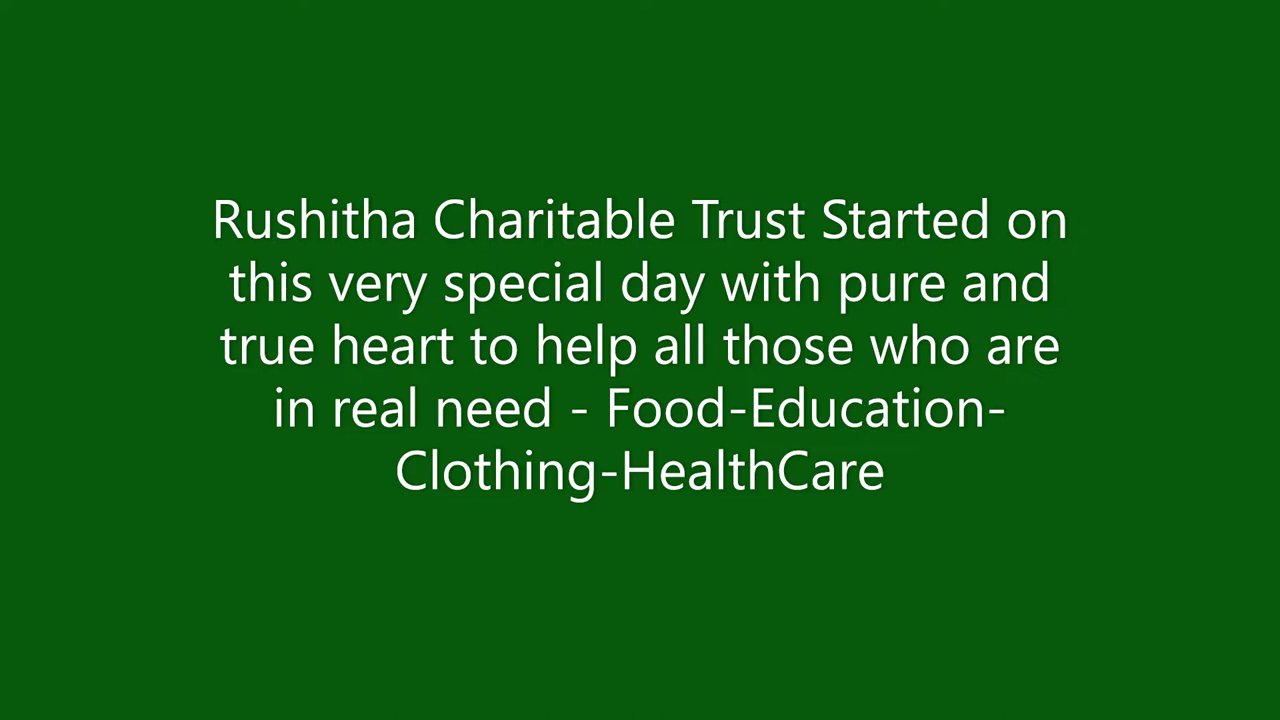 Rushitha Charitable Trust Started on
this very special day with pure and
true heart to help all those who are
in real need - Food-Education-
Clothing-HealthCare